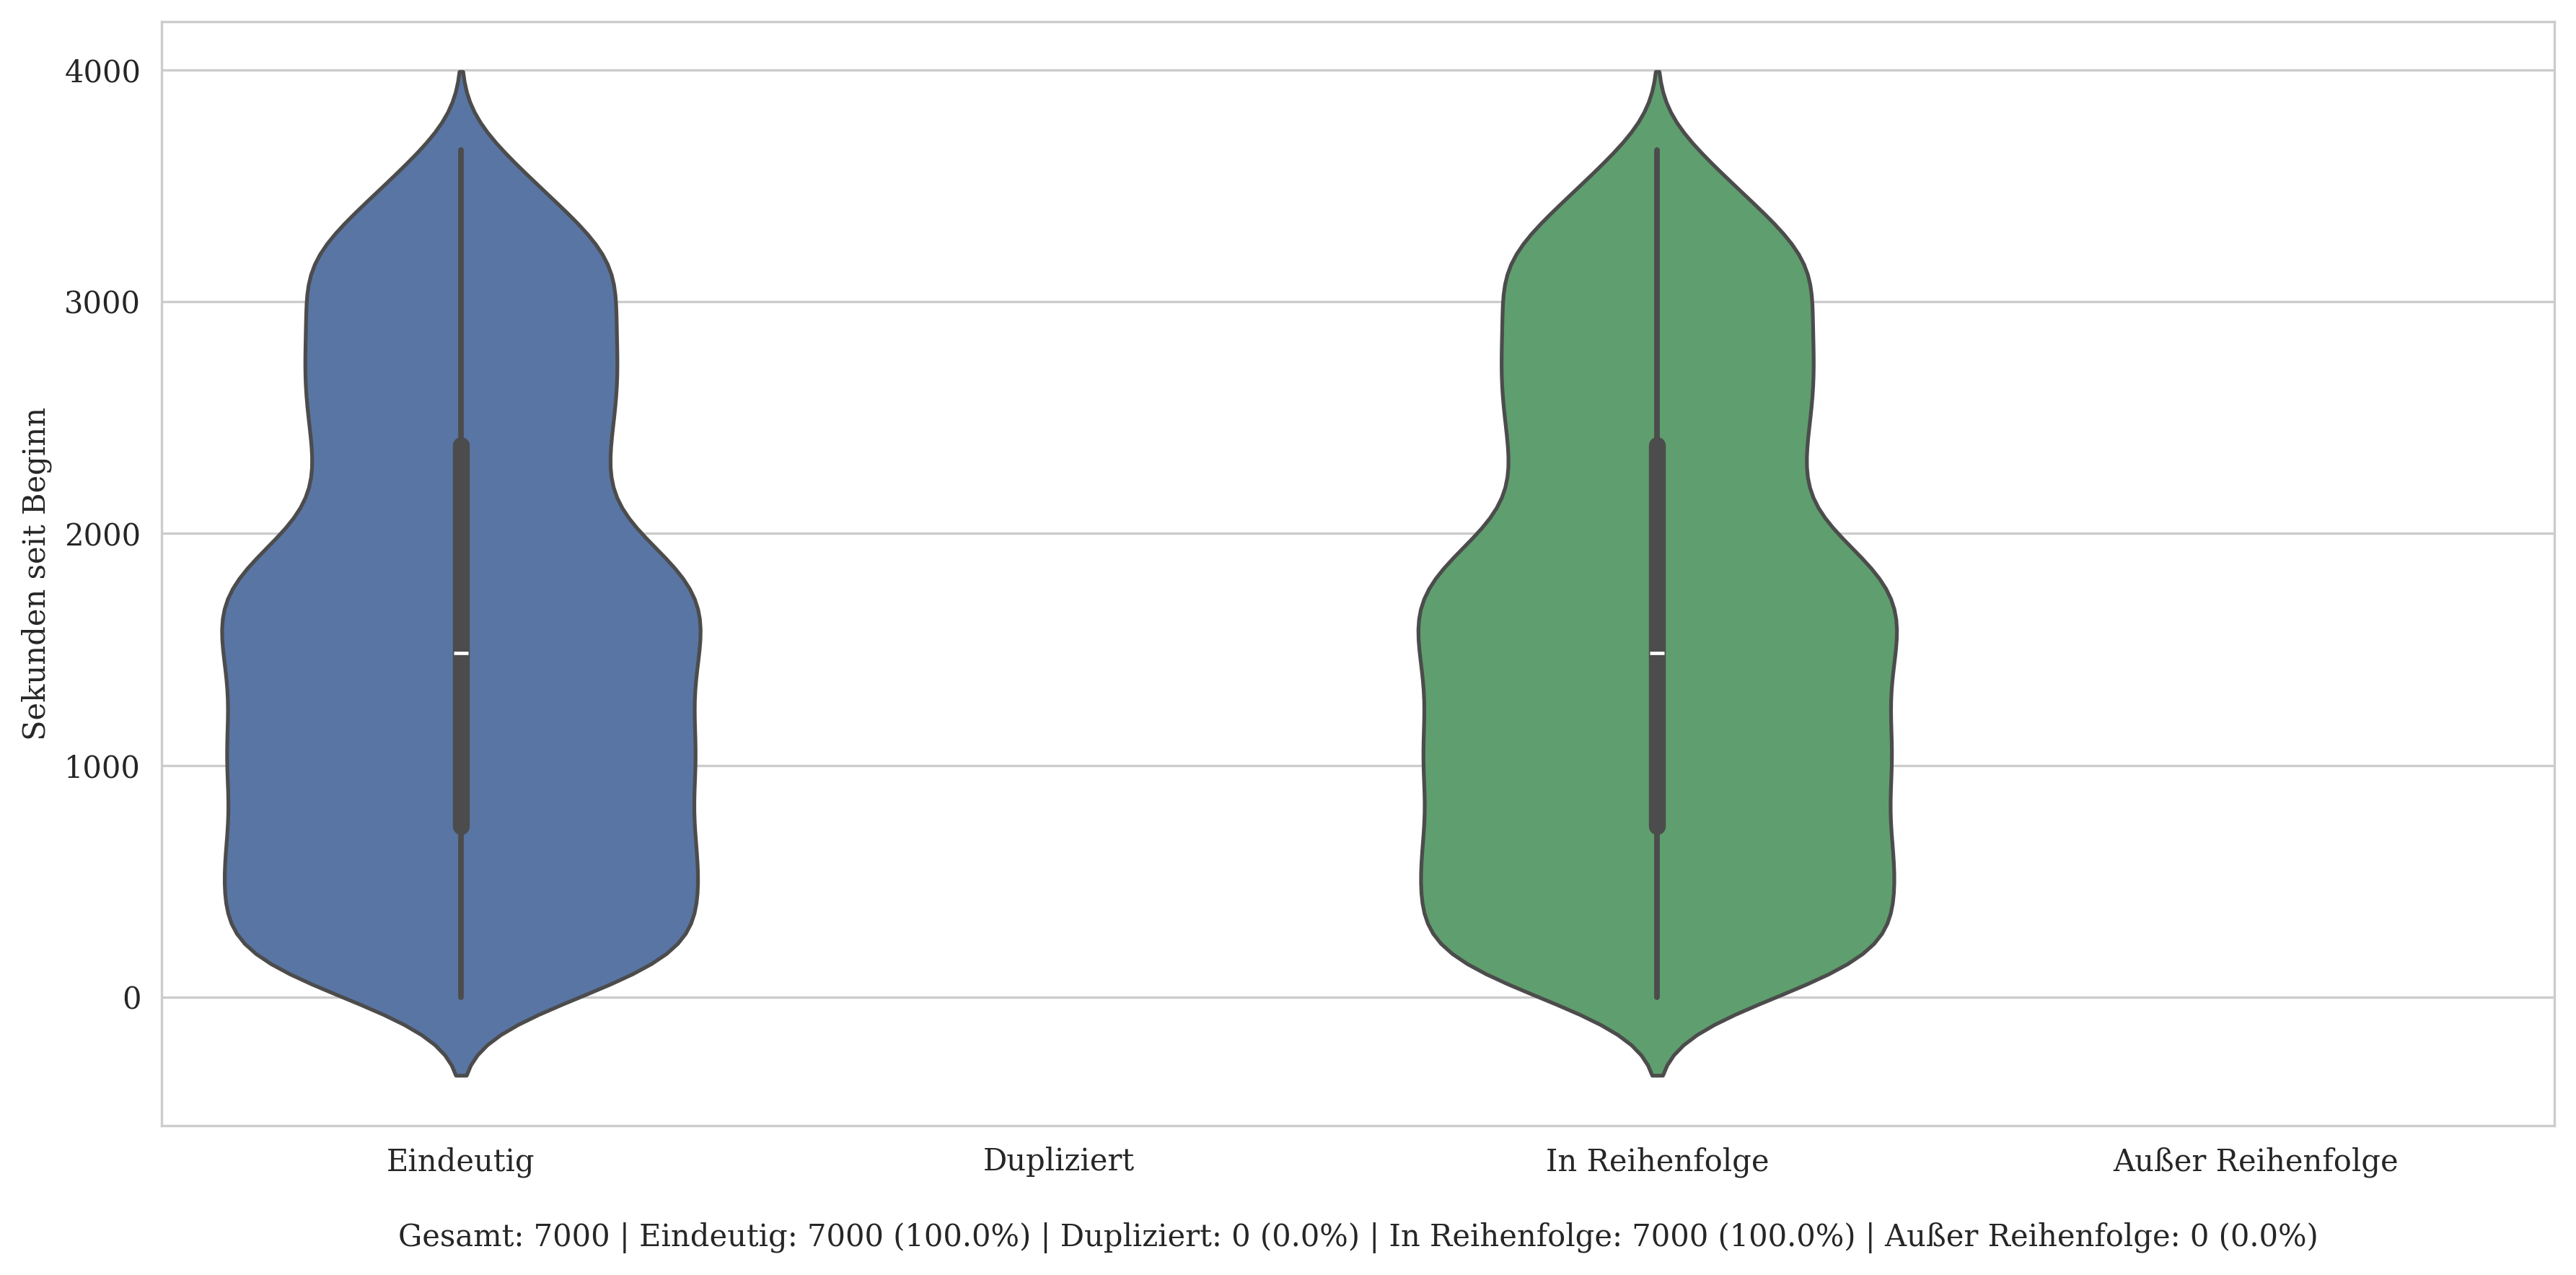 4000
3000
2000
1000
0
Sekunden seit Beginn
Eindeutig
Dupliziert
In Reihenfolge
Außer Reihenfolge
Gesamt: 7000 | Eindeutig: 7000 (100.0%) | Dupliziert: 0 (0.0%) | In Reihenfolge: 7000 (100.0%) | Außer Reihenfolge: 0 (0.0%)